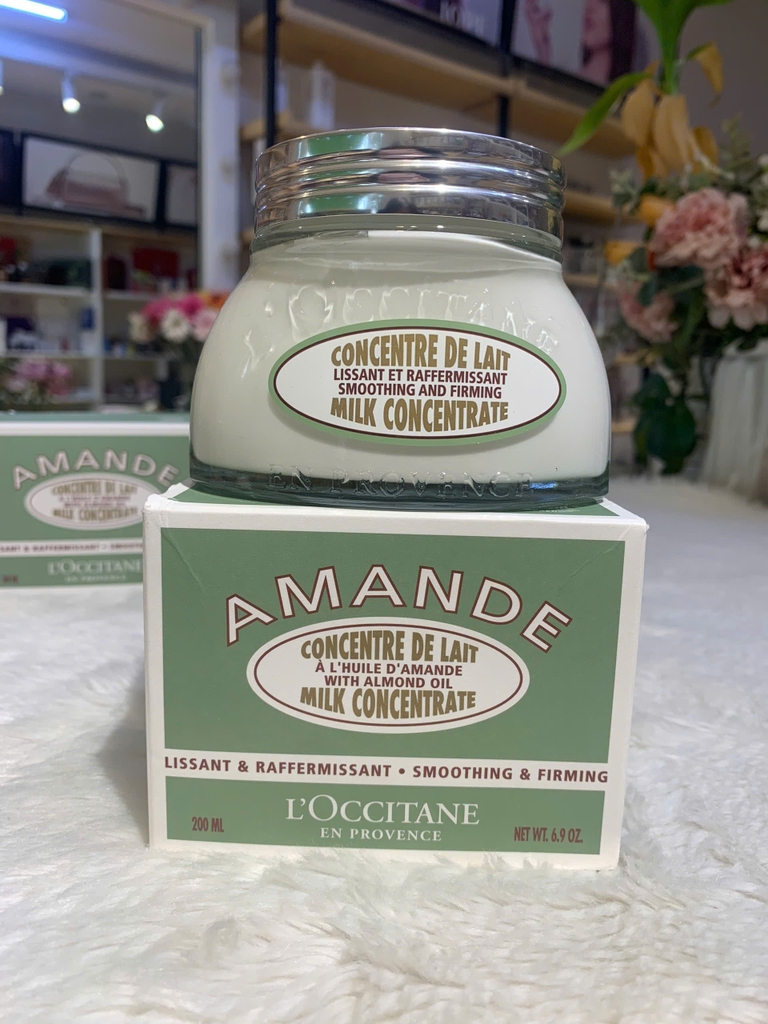 L'OCCITANE
CONCENTRE DE LAIT
LISSANT ET RAFFERMISSANT
SMOOTHING AND FIRMING
MILK CONCENTRATE
EN PROVENCE
AMANDE
CONCENTRE DE LAIT
À L'HUILE D'AMANDE
WITH ALMOND OIL
MILK CONCENTRATE
LISSANT & RAFFERMISSANT • SMOOTHING & FIRMING
L'OCCITANE
EN PROVENCE
200 ML
NET WT. 6.9 OZ.
AMANDE
CONCENTRE DE LAIT
MILK CONCENTRATE
L'OCCITANE
EN PROVENCE